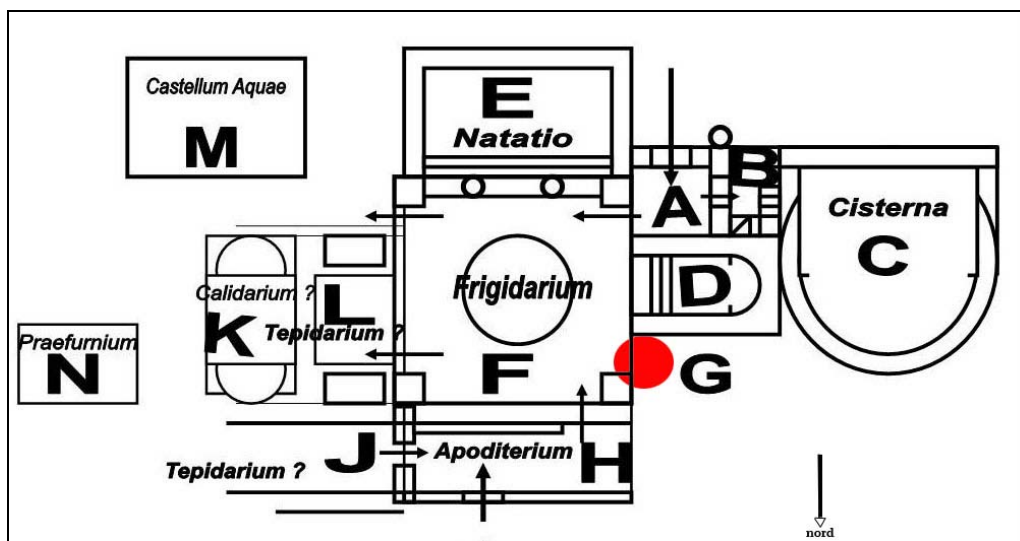 Castellum Aquae
M
E
Natatio
A
B
Cisterna
C
D
Frigidarium
F
G
Calidarium ?
K
L
Tepidarium ?
Praefurnium
N
J
Apoditerium
H
Tepidarium ?
nord